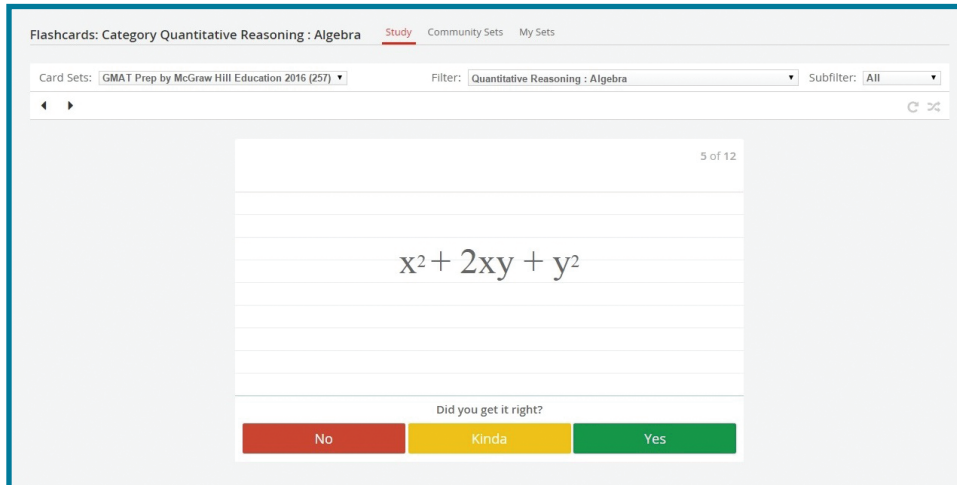 Flashcards: Category Quantitative Reasoning : Algebra Study Community Sets My Sets
Card Sets: GMAT Prep by McGraw Hill Education 2016 (257) Filter: Quantitative Reasoning : Algebra Subfilter: All
5 of 12
x² + 2xy + y²
Did you get it right?
No Kinda Yes